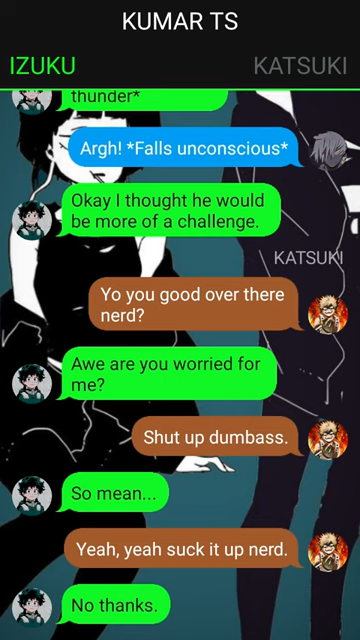 KUMAR TS
IZUKU
KATSUKI
thunder*
Argh! *Falls unconscious*
Okay I thought he would
be more of a challenge.
KATSUKI
Yo you good over there
nerd?
Awe are you worried for
me?
Shut up dumbass.
So mean...
Yeah, yeah suck it up nerd.
No thanks.